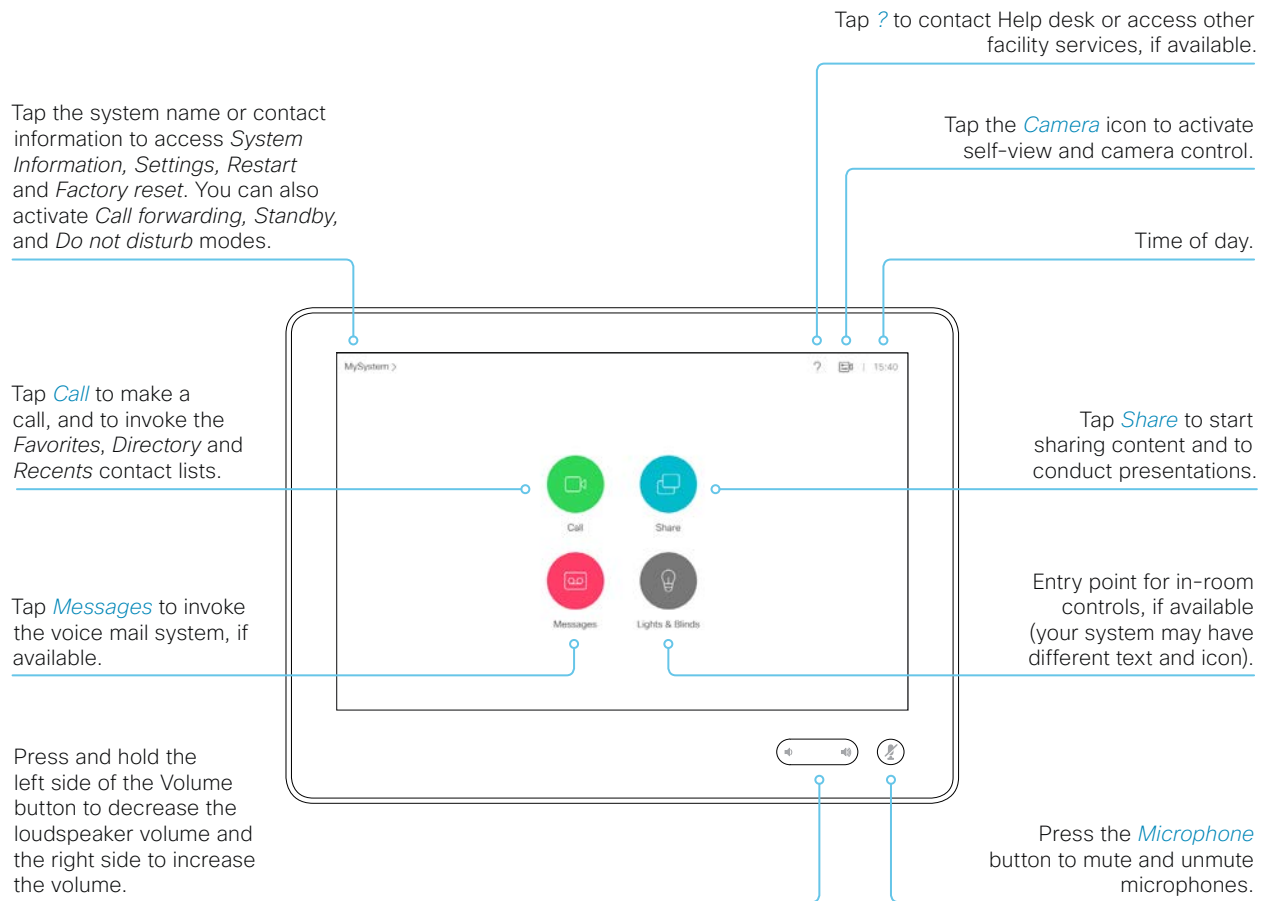 Tap ? to contact Help desk or access other
facility services, if available.
Tap the system name or contact
information to access System
Information, Settings, Restart
and Factory reset. You can also
activate Call forwarding, Standby,
and Do not disturb modes.
Tap the Camera icon to activate
self-view and camera control.
Time of day.
MySystem >
? | 15:40
Tap Call to make a
call, and to invoke the
Favorites, Directory and
Recents contact lists.
Tap Share to start
sharing content and to
conduct presentations.
Call
Share
Tap Messages to invoke
the voice mail system, if
available.
Messages
Lights & Blinds
Entry point for in-room
controls, if available
(your system may have
different text and icon).
Press and hold the
left side of the Volume
button to decrease the
loudspeaker volume and
the right side to increase
the volume.
Press the Microphone
button to mute and unmute
microphones.